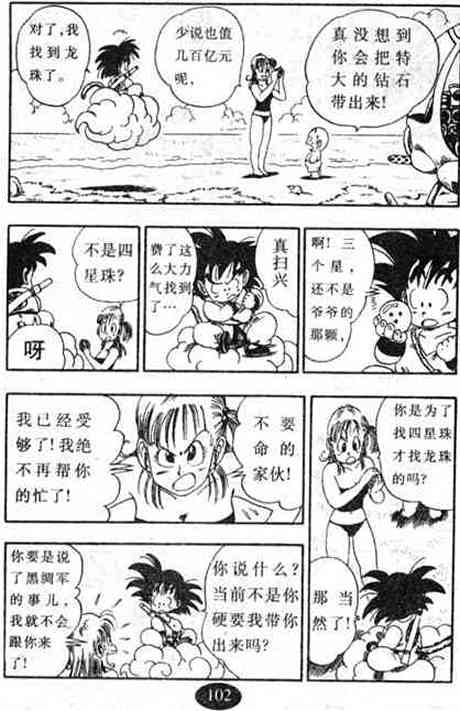 真没想到
你会把特
大的钻石
带出来!
少说也值
几百亿元
呢,
对了,我
找到龙
珠了。
啊!三
个星,
还不是
爷爷的
那颗,
真扫兴
费了这
么大力
气找到
了…
不是四
星珠?
呀
你是为了
找四星珠
才找龙珠
的吗?
那当
然了!
不要
命的
家伙!
我已经受
够了!我绝
不再帮你
的忙了!
你说什么?
当前不是你
硬要我带你
出来吗?
你要是说
了黑绸军
的事儿,
我就不会
跟你来
了!
102